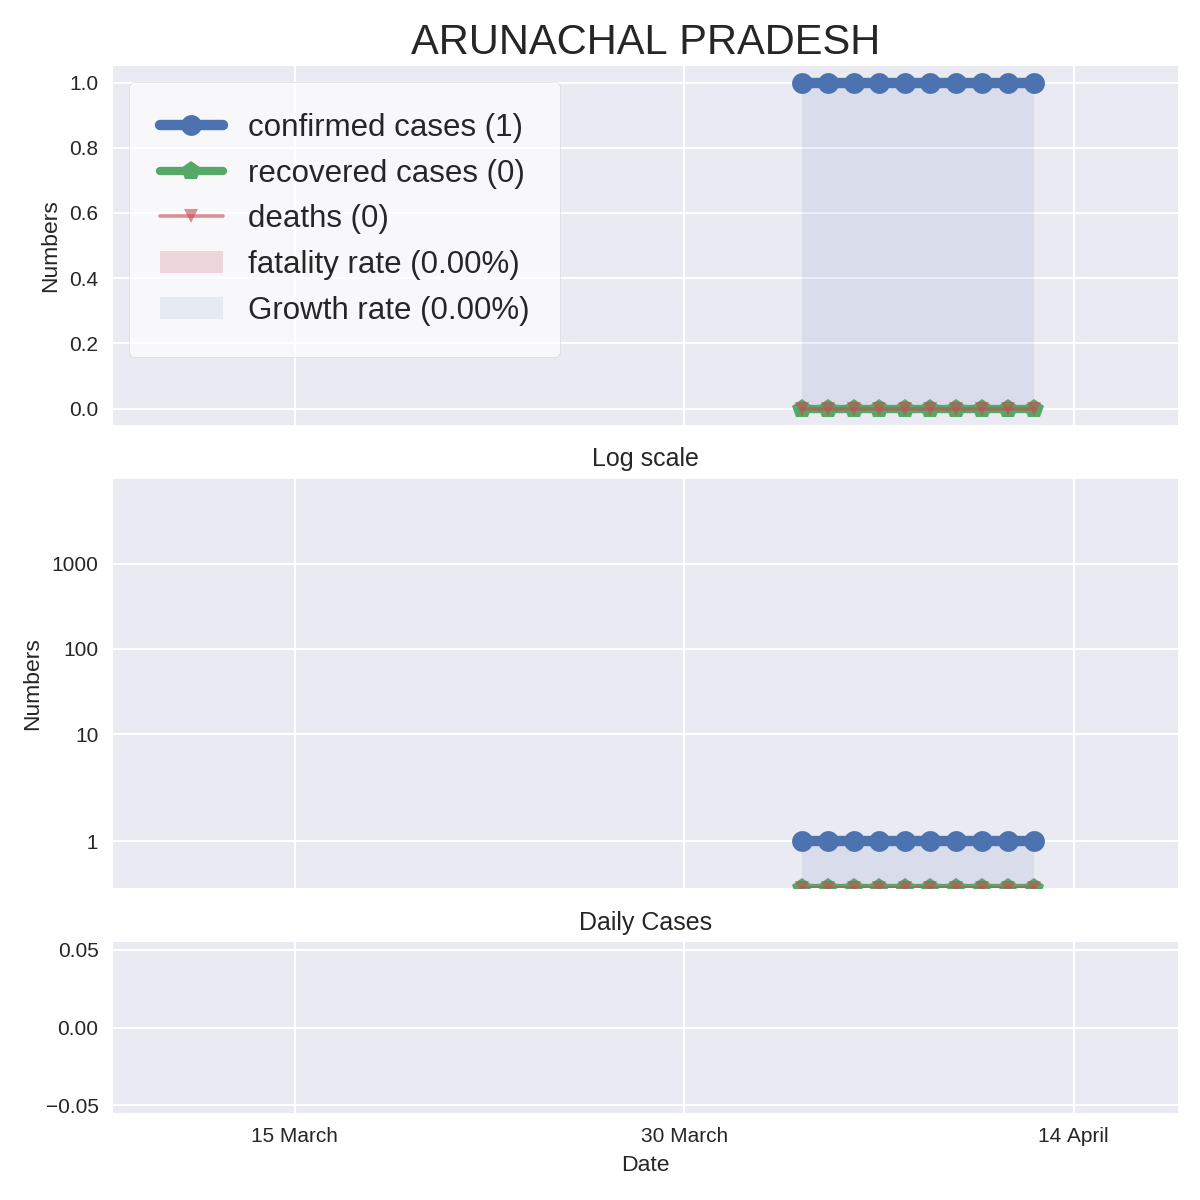 ARUNACHAL PRADESH
1.0
0.8
0.6
0.4
0.2
0.0
Numbers
confirmed cases (1)
recovered cases (0)
deaths (0)
fatality rate (0.00%)
Growth rate (0.00%)
Log scale
1000
100
10
1
Numbers
Daily Cases
0.05
0.00
−0.05
15 March 30 March 14 April
Date